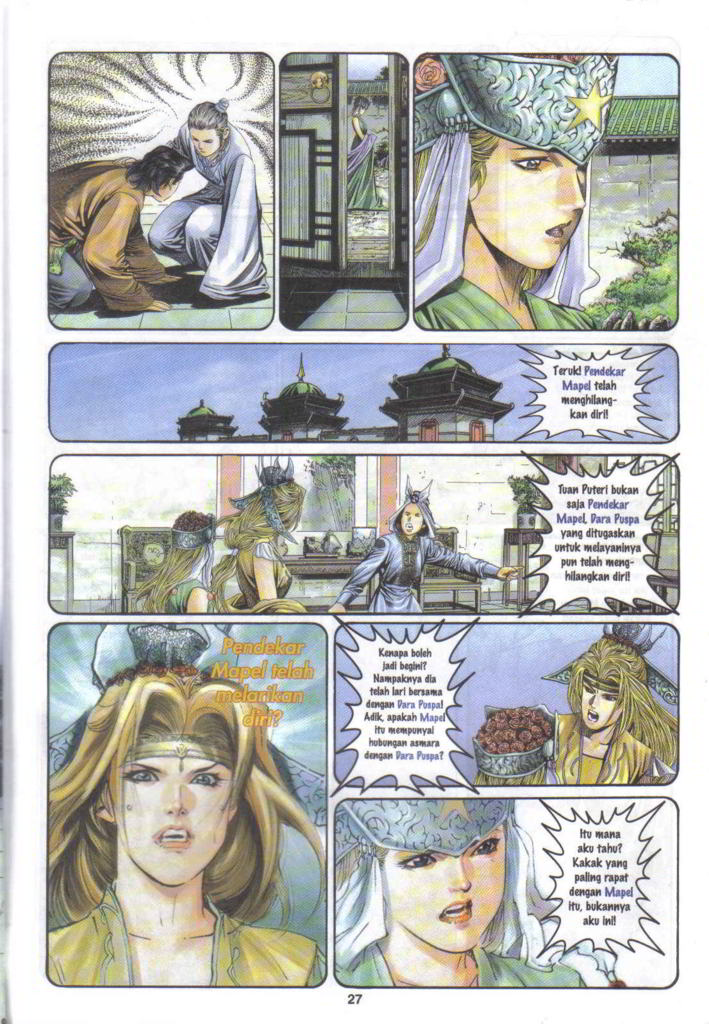 Teruk! Pendekar
Mapel telah
menghilang-
kan diri!
Tuan Puteri bukan
saja Pendekar
Mapel, Dara Puspa
yang ditugaskan
untuk melayaninya
pun telah meng-
hilangkan diri!
Pendekar
Mapel telah
melarikan
diri?
Kenapa boleh
jadi begini?
Nampaknya dia
telah lari bersama
dengan Dara Puspa!
Adik, apakah Mapel
itu mempunyai
hubungan asmara
dengan Dara Puspa?
Itu mana
aku tahu?
Kakak yang
paling rapat
dengan Mapel
itu, bukannya
aku ini!
27